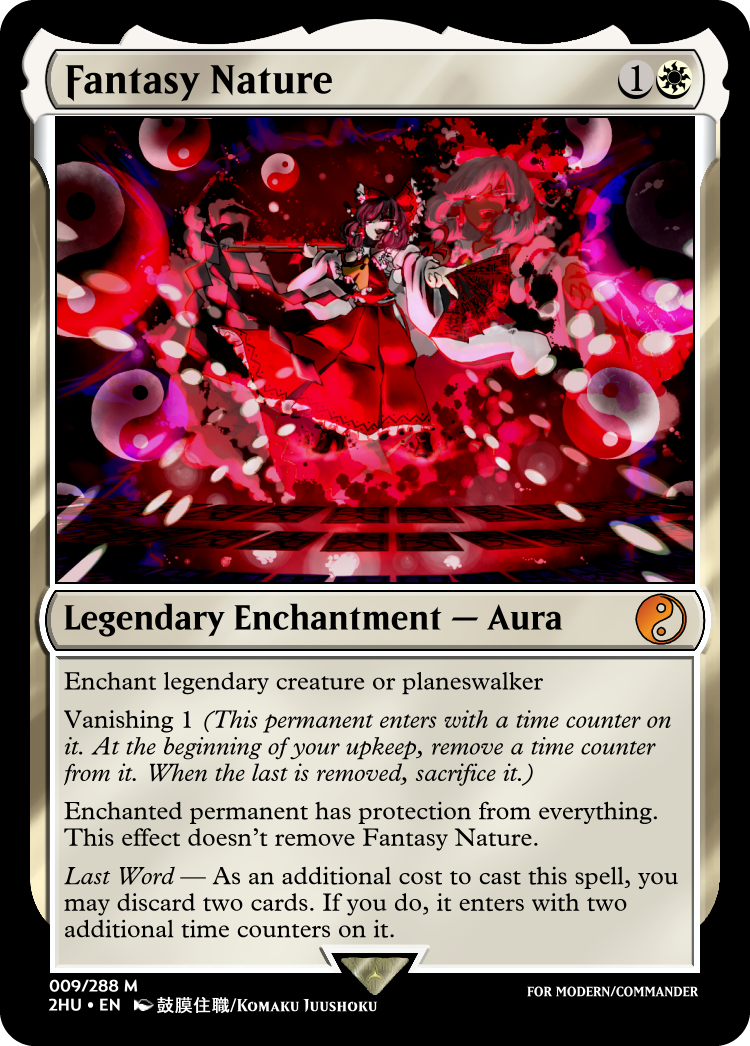 Fantasy Nature 1
Legendary Enchantment — Aura
Enchant legendary creature or planeswalker
Vanishing 1 (This permanent enters with a time counter on
it. At the beginning of your upkeep, remove a time counter
from it. When the last is removed, sacrifice it.)
Enchanted permanent has protection from everything.
This effect doesn't remove Fantasy Nature.
Last Word — As an additional cost to cast this spell, you
may discard two cards. If you do, it enters with two
additional time counters on it.
009/288 M
2HU • EN 鼓膜住職/Komaku Juushoku
FOR MODERN/COMMANDER